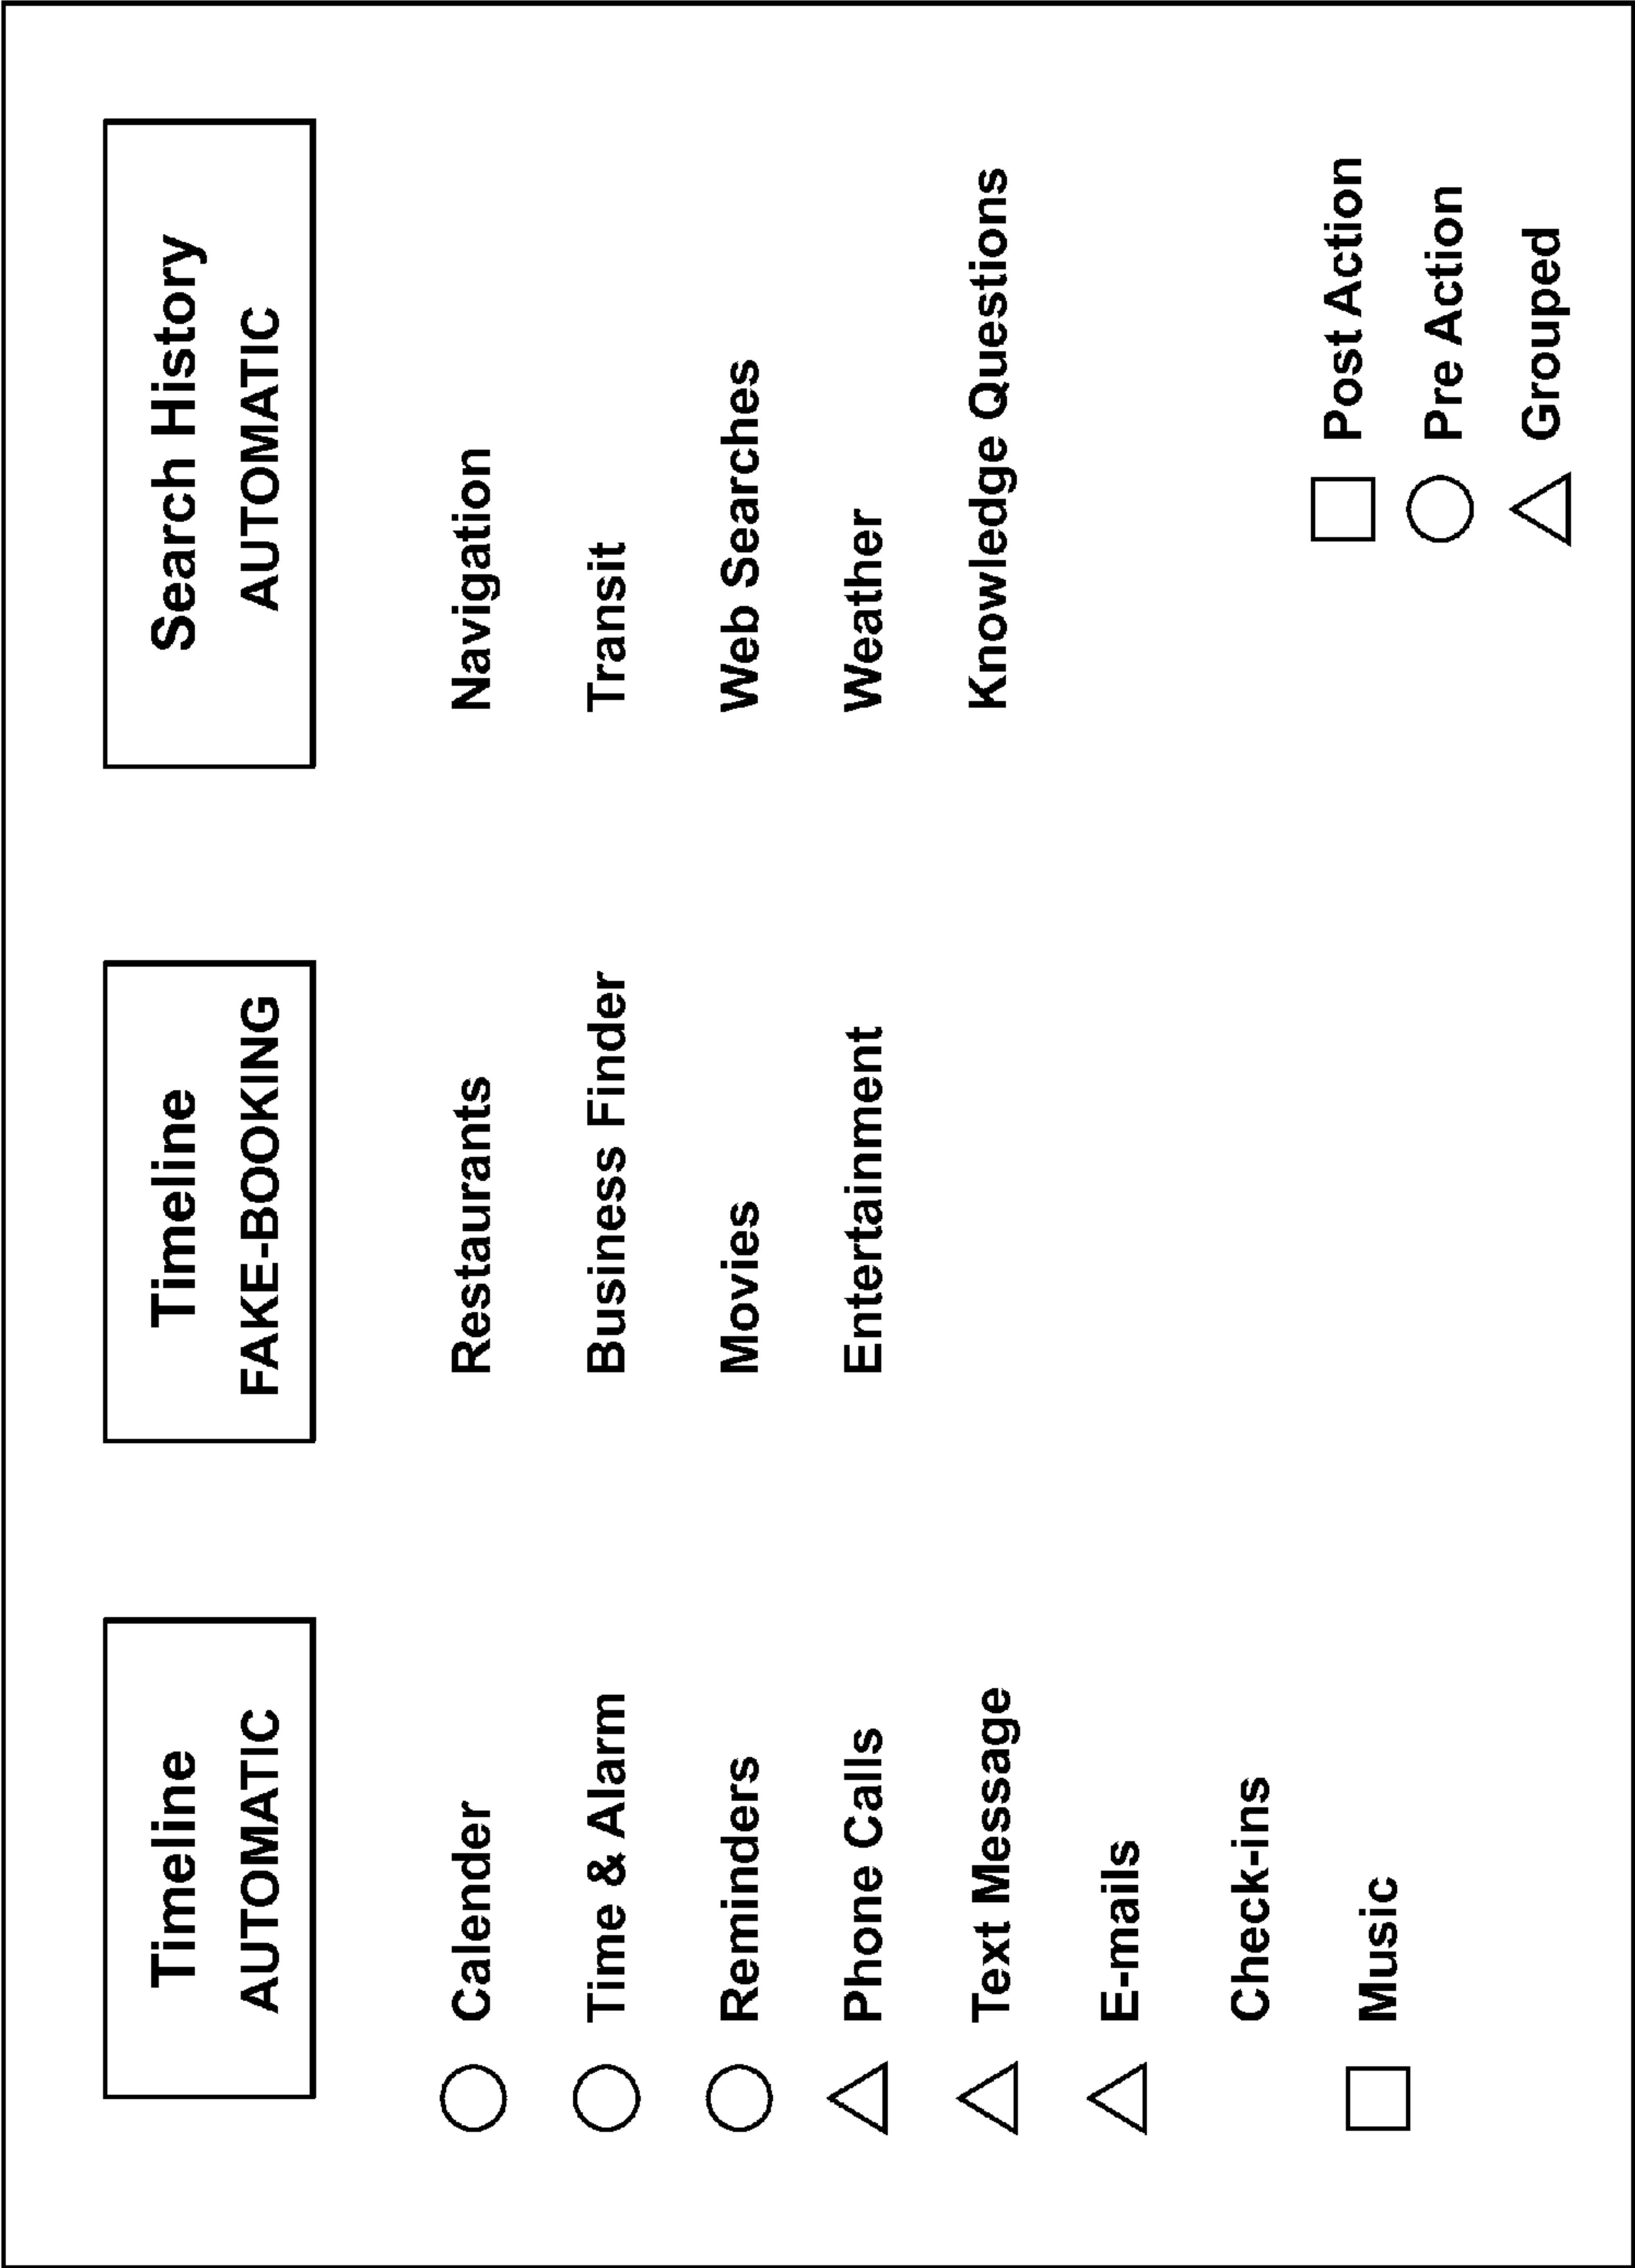 Timeline
AUTOMATIC
Calender
Time & Alarm
Reminders
Phone Calls
Text Message
E-mails
Check-ins
Music
Timeline
FAKE-BOOKING
Restaurants
Business Finder
Movies
Entertainment
Search History
AUTOMATIC
Navigation
Transit
Web Searches
Weather
Knowledge Questions
Post Action
Pre Action
Grouped